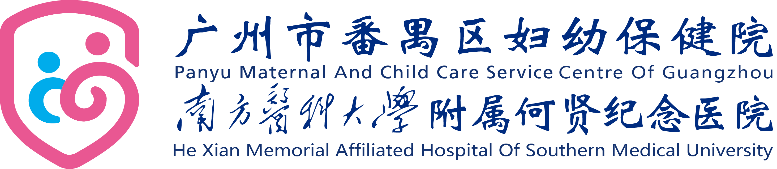 广州市番禺区妇幼保健院
Panyu Maternal And Child Care Service Centre Of Guangzhou
南方醫科大學附属何贤纪念医院
He Xian Memorial Affiliated Hospital Of Southern Medical University